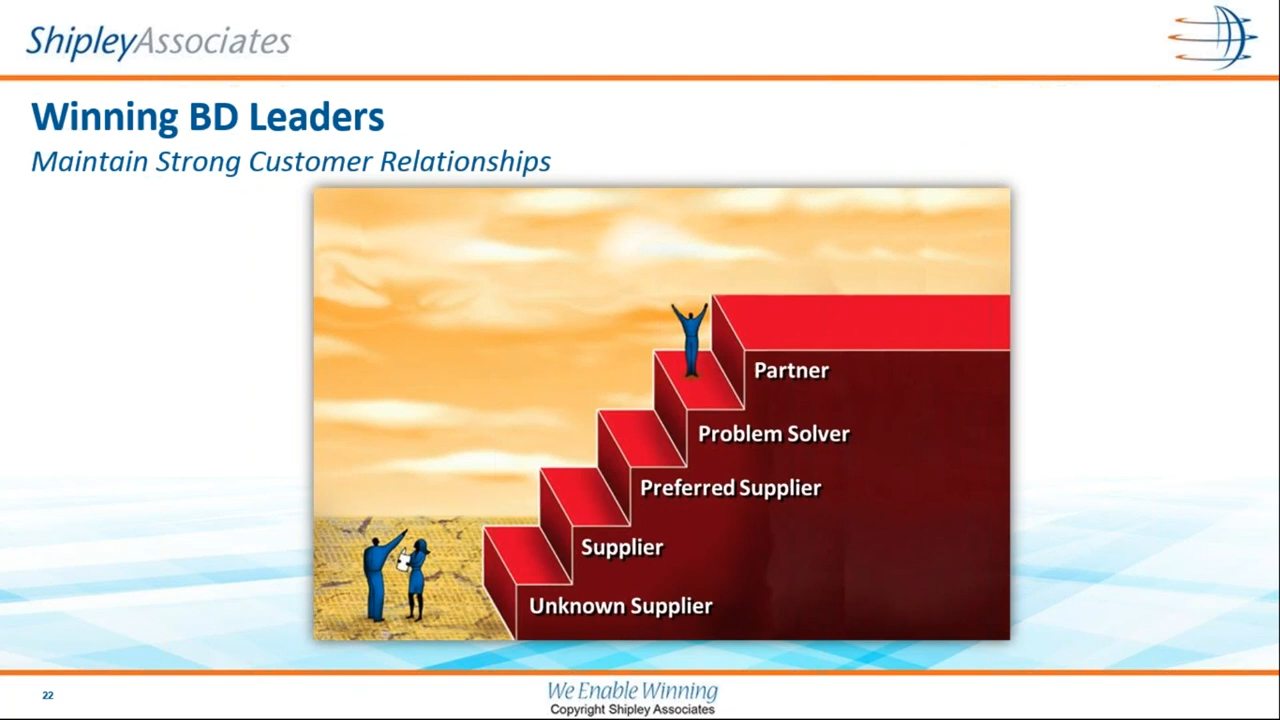 ShipleyAssociates
Winning BD Leaders
Maintain Strong Customer Relationships
Partner
Problem Solver
Preferred Supplier
Supplier
Unknown Supplier
22
We Enable Winning
Copyright Shipley Associates